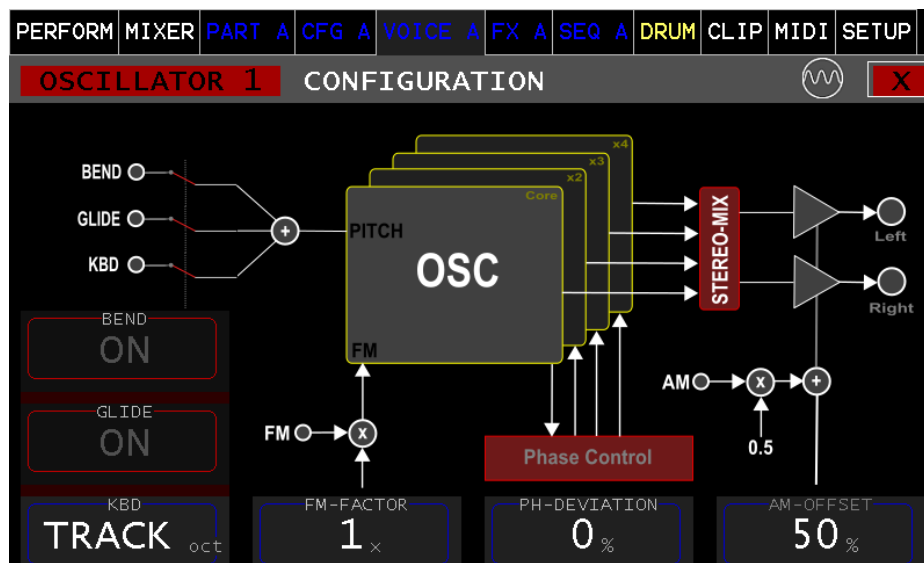 PERFORM MIXER PART A CFG A VOICE A FX A SEQ A DRUM CLIP MIDI SETUP
OSCILLATOR 1 CONFIGURATION X
x4
x3
x2
Core
BEND
GLIDE
KBD
+
PITCH
OSC
FM
STEREO-MIX
Left
Right
BEND
ON
GLIDE
ON
FM
x
Phase Control
AM
x
+
0.5
KBD
TRACK oct
FM-FACTOR
1 x
PH-DEVIATION
0 %
AM-OFFSET
50 %